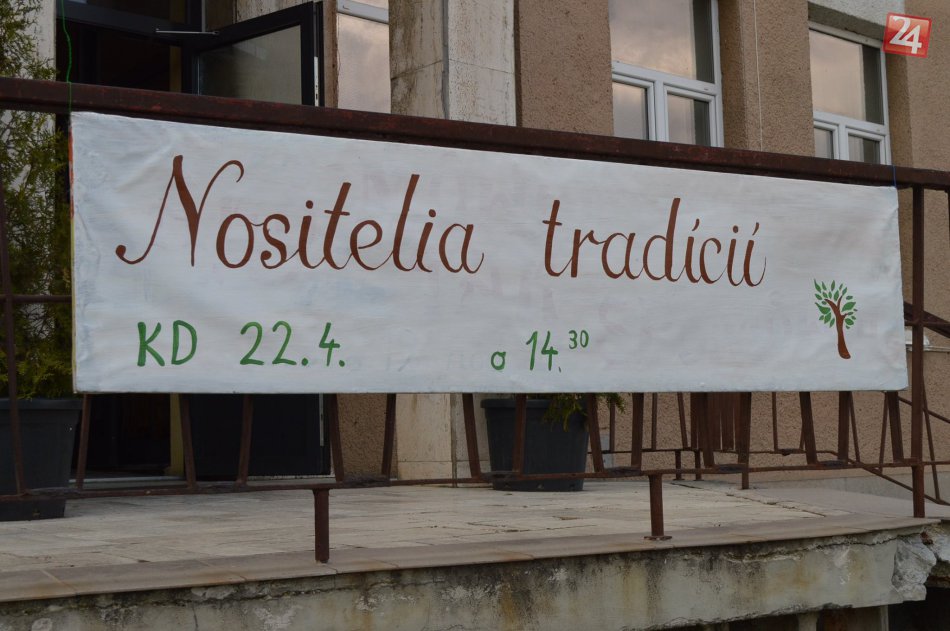 24
Nositelia tradícií
KD 22.4. o 14.30